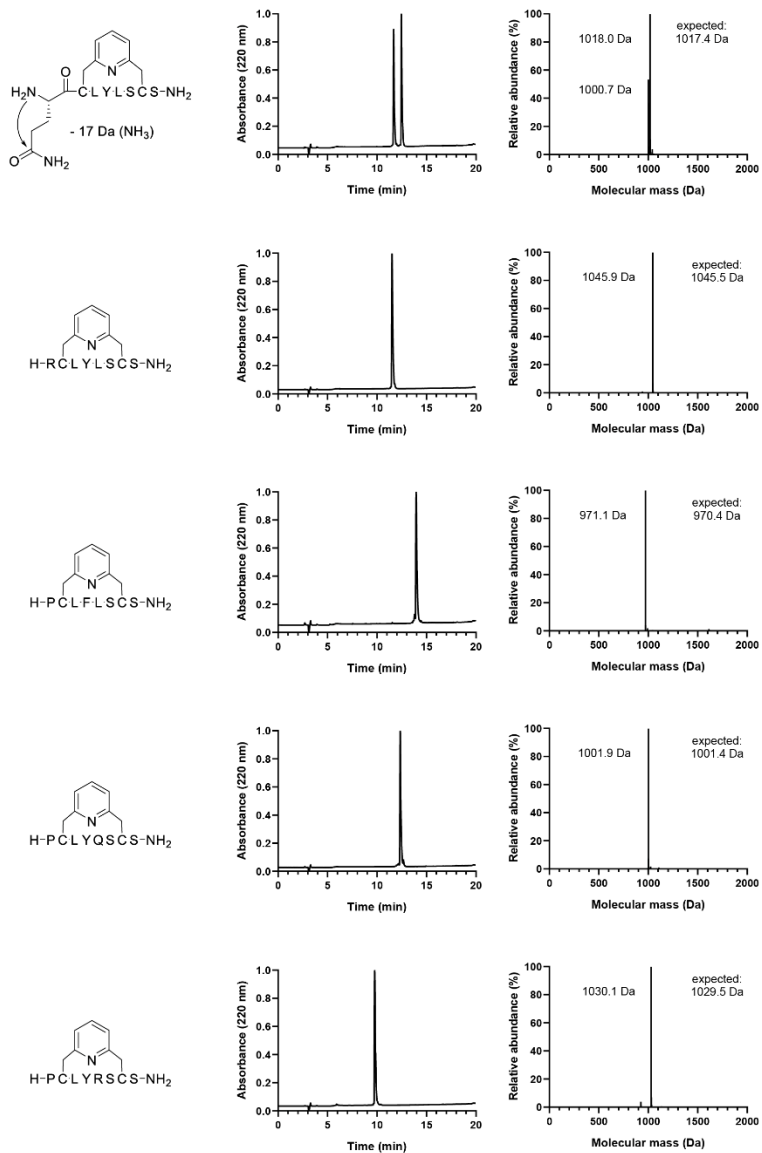 N
O
H₂N
C L Y·L·S C S–NH₂
- 17 Da (NH₃)
O
NH₂
Absorbance (220 nm)
1.0
0.8
0.6
0.4
0.2
0.0
0 5 10 15 20
Time (min)
Relative abundance (%)
100
80
60
40
20
0
0 500 1000 1500 2000
Molecular mass (Da)
1018.0 Da
1000.7 Da
expected:
1017.4 Da
N
H–R C L Y·L·S C S–NH₂
Absorbance (220 nm)
1.0
0.8
0.6
0.4
0.2
0.0
0 5 10 15 20
Time (min)
Relative abundance (%)
100
80
60
40
20
0
0 500 1000 1500 2000
Molecular mass (Da)
1045.9 Da
expected:
1045.5 Da
N
H–P C L·F·L S C S–NH₂
Absorbance (220 nm)
1.0
0.8
0.6
0.4
0.2
0.0
0 5 10 15 20
Time (min)
Relative abundance (%)
100
80
60
40
20
0
0 500 1000 1500 2000
Molecular mass (Da)
971.1 Da
expected:
970.4 Da
N
H–P C L Y Q S C S–NH₂
Absorbance (220 nm)
1.0
0.8
0.6
0.4
0.2
0.0
0 5 10 15 20
Time (min)
Relative abundance (%)
100
80
60
40
20
0
0 500 1000 1500 2000
Molecular mass (Da)
1001.9 Da
expected:
1001.4 Da
N
H–P C L Y R S C S–NH₂
Absorbance (220 nm)
1.0
0.8
0.6
0.4
0.2
0.0
0 5 10 15 20
Time (min)
Relative abundance (%)
100
80
60
40
20
0
0 500 1000 1500 2000
Molecular mass (Da)
1030.1 Da
expected:
1029.5 Da